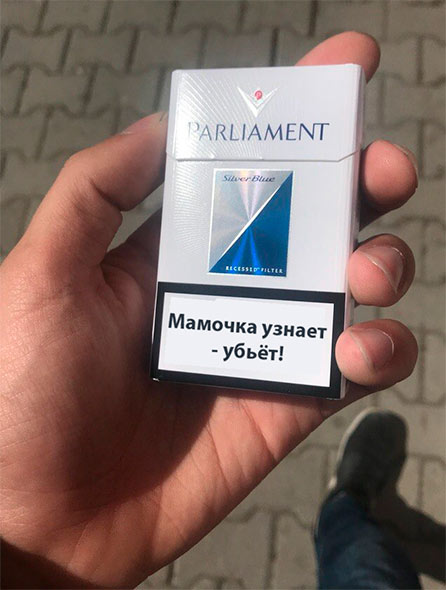 PARLIAMENT
Silver Blue
RECESSED FILTER
Мамочка узнает
- убьёт!